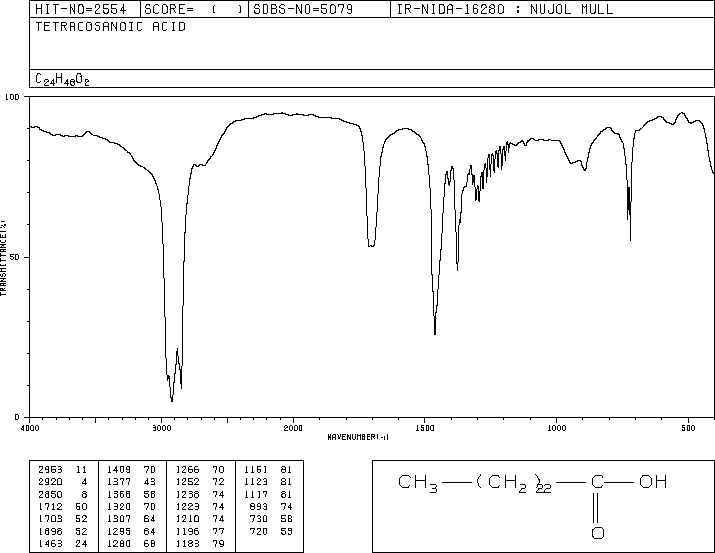 HIT-NO=2554 SCORE= ( ) SDBS-NO=5079 IR-NIDA-16280 : NUJOL MULL
TETRACOSANOIC ACID
C24H48O2
100
50
0
TRANSMITTANCE(%)
4000 3000 2000 1500 1000 500
WAVENUMBER(-1)
2953 11 1409 70 1266 70 1161 81
2920 4 1377 43 1252 72 1123 81
2850 8 1368 58 1238 74 1117 81
1712 50 1320 70 1223 74 893 74
1703 52 1307 64 1210 74 730 58
1698 52 1295 64 1196 77 720 53
1463 24 1280 68 1183 79
CH3 (CH2)22 C OH
O